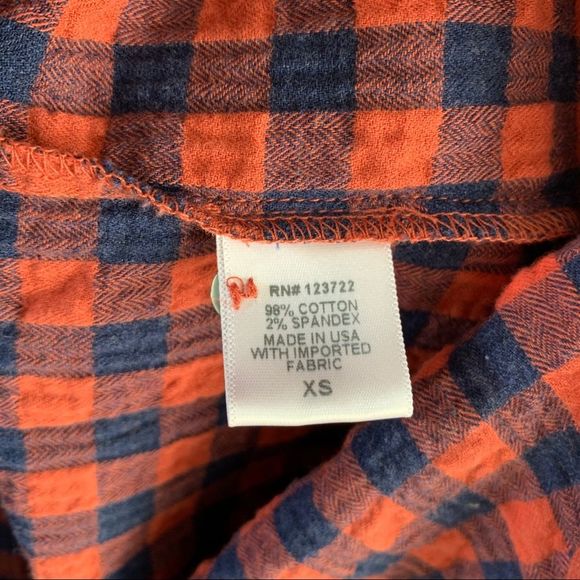 RN# 123722
98% COTTON
2% SPANDEX
MADE IN USA
WITH IMPORTED
FABRIC
XS